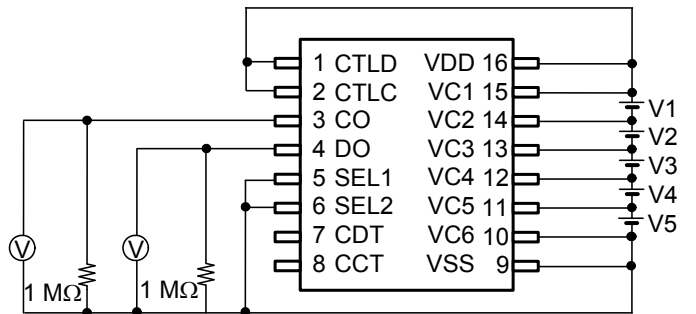 1 CTLD VDD 16
2 CTLC VC1 15
3 CO VC2 14
4 DO VC3 13
5 SEL1 VC4 12
6 SEL2 VC5 11
7 CDT VC6 10
8 CCT VSS 9
V1
V2
V3
V4
V5
V
V
1 MΩ
1 MΩ